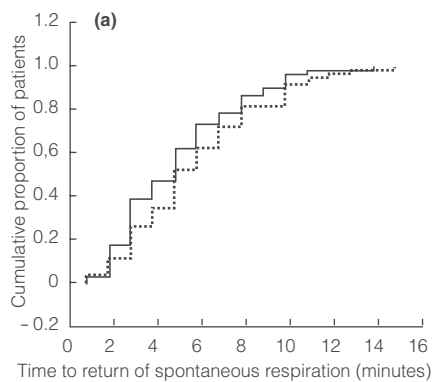 (a)
Cumulative proportion of patients
1.2
1.0
0.8
0,6
0.4
0.2
0
–0.2
0 2 4 6 8 10 12 14 16
Time to return of spontaneous respiration (minutes)